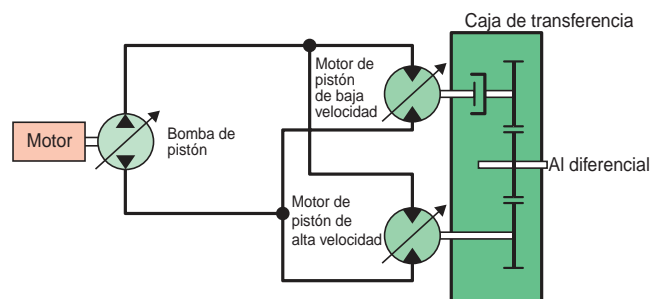 Caja de transferencia
Motor de
pistón
de baja
velocidad
Motor
Bomba de
pistón
Al diferencial
Motor de
pistón de
alta velocidad